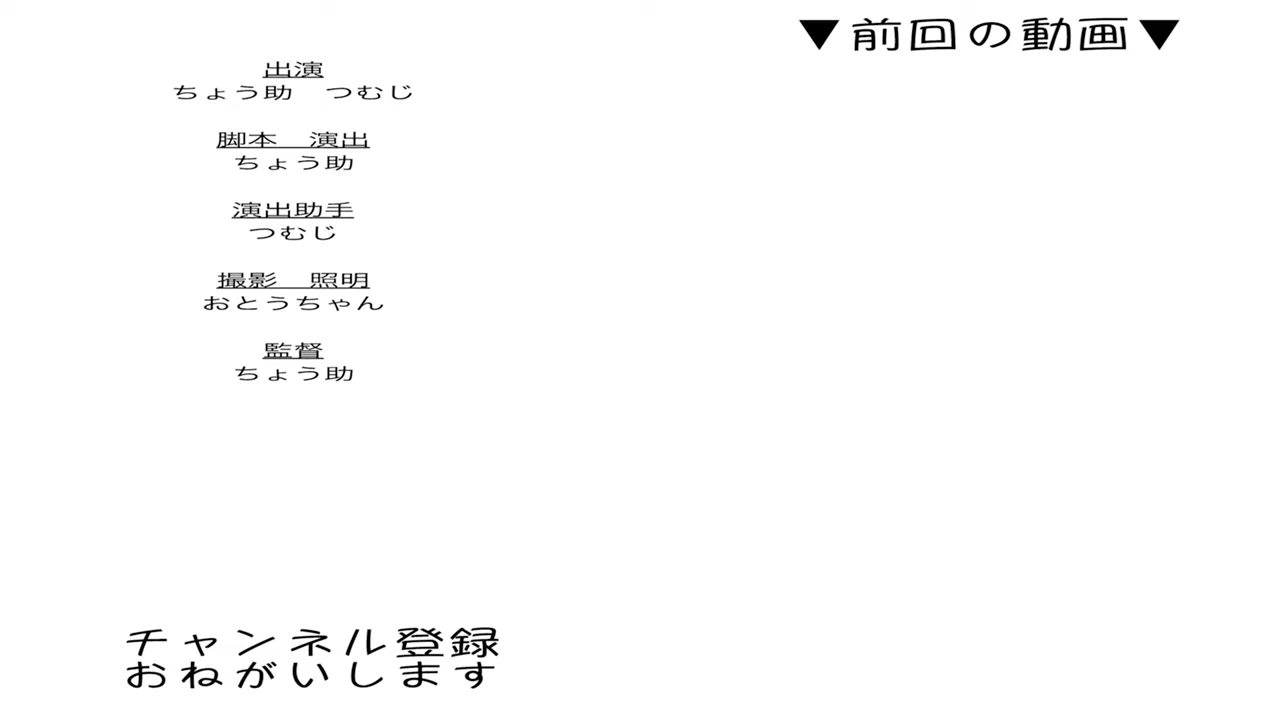 ▼前回の動画▼
出演
ちょう助　つむじ
脚本　演出
ちょう助
演出助手
つむじ
撮影　照明
おとうちゃん
監督
ちょう助
チャンネル登録
おねがいします